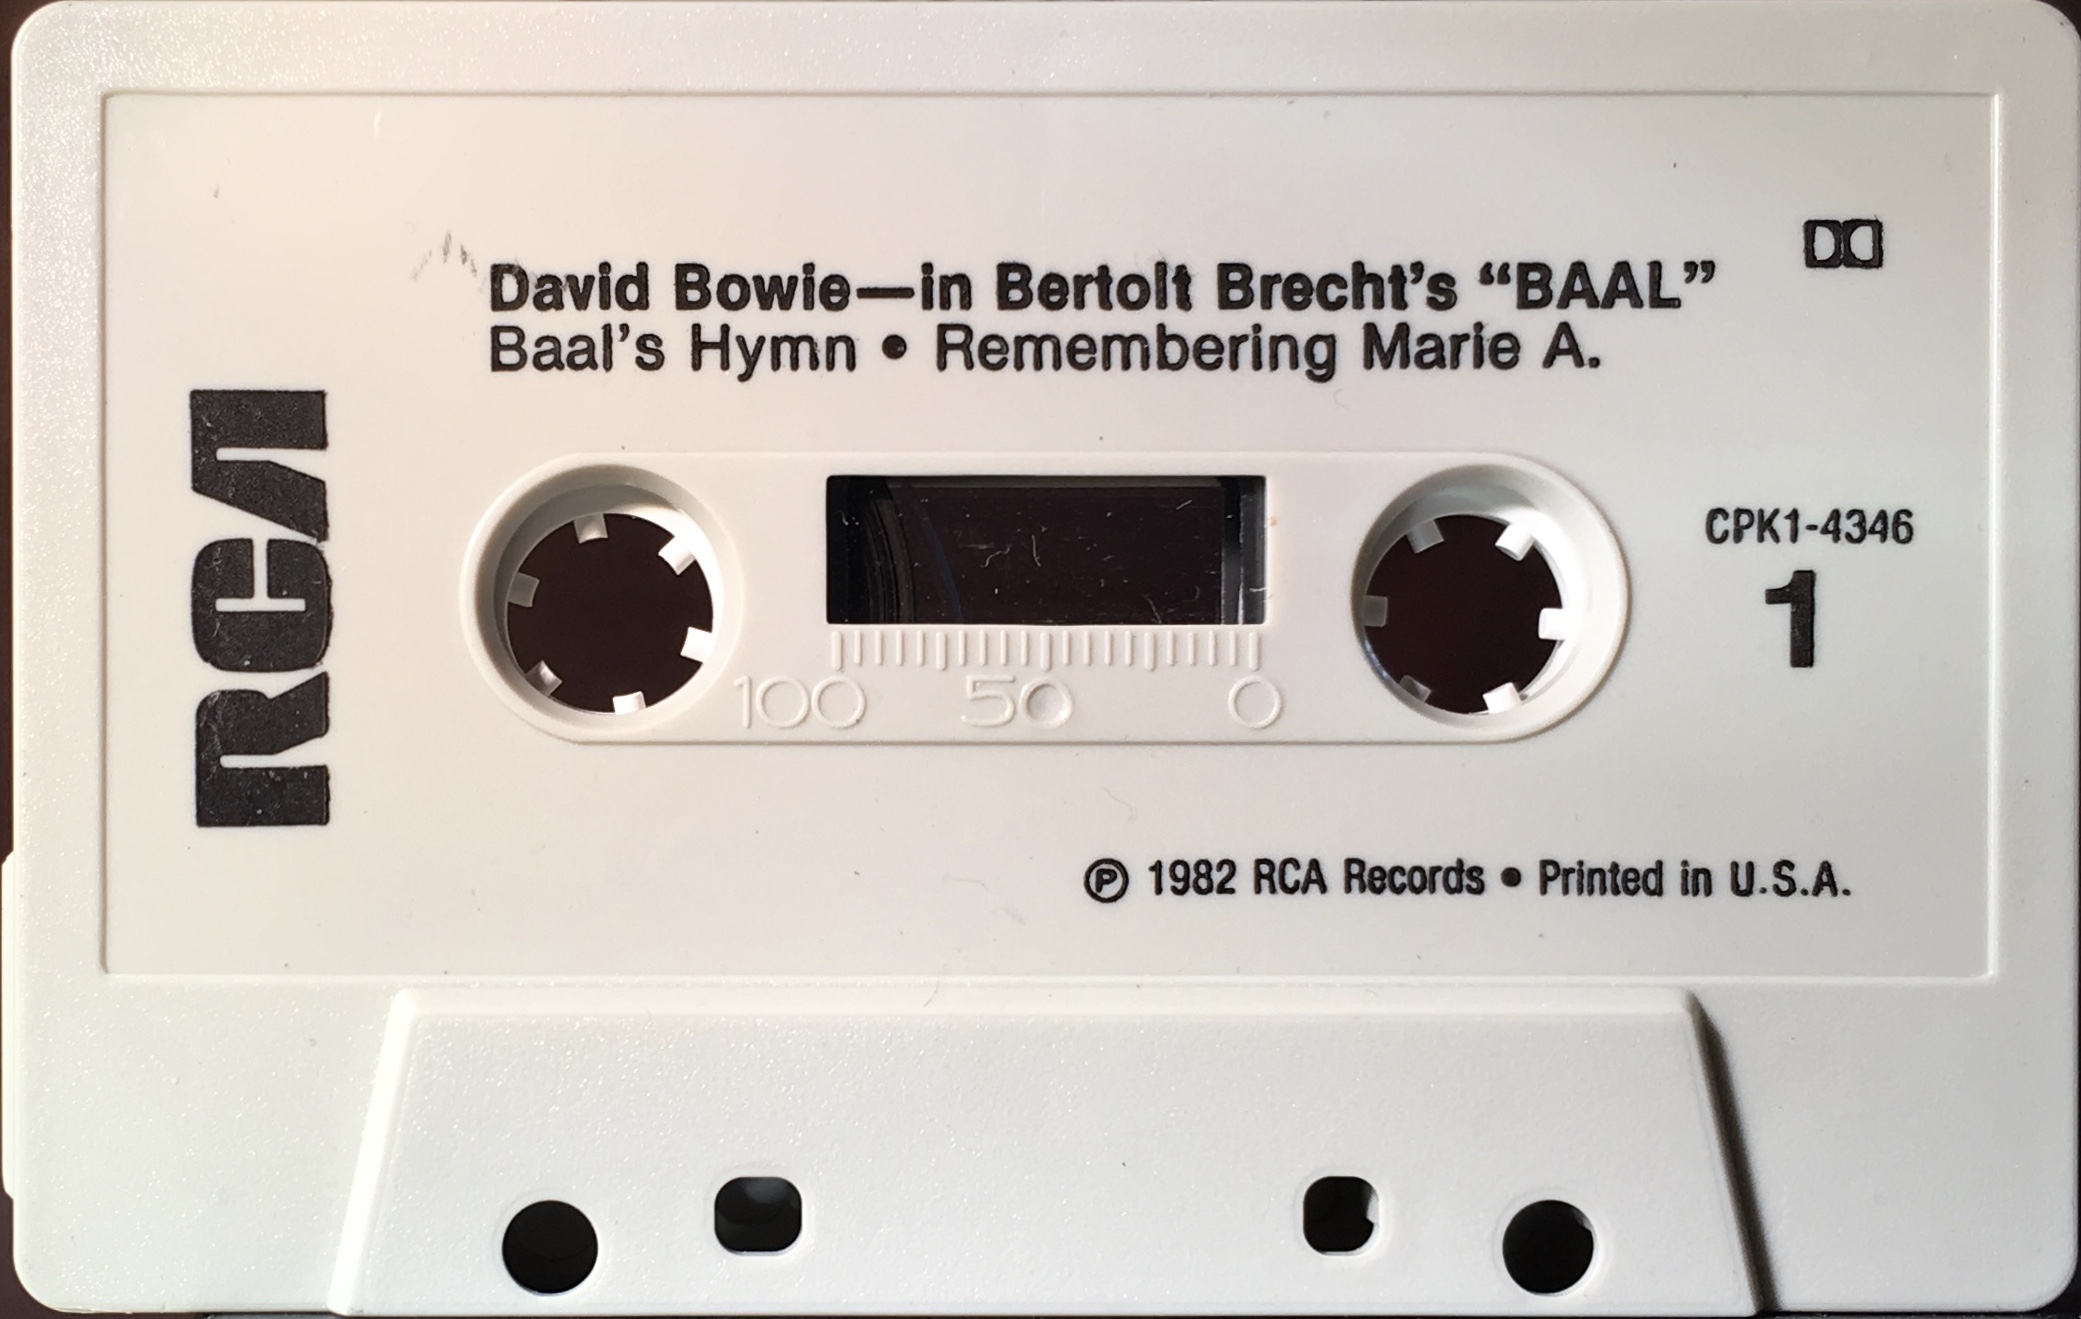 David Bowie—in Bertolt Brecht's “BAAL”
Baal's Hymn • Remembering Marie A.
RCA
CPK1-4346
1
100 50 0
℗ 1982 RCA Records • Printed in U.S.A.